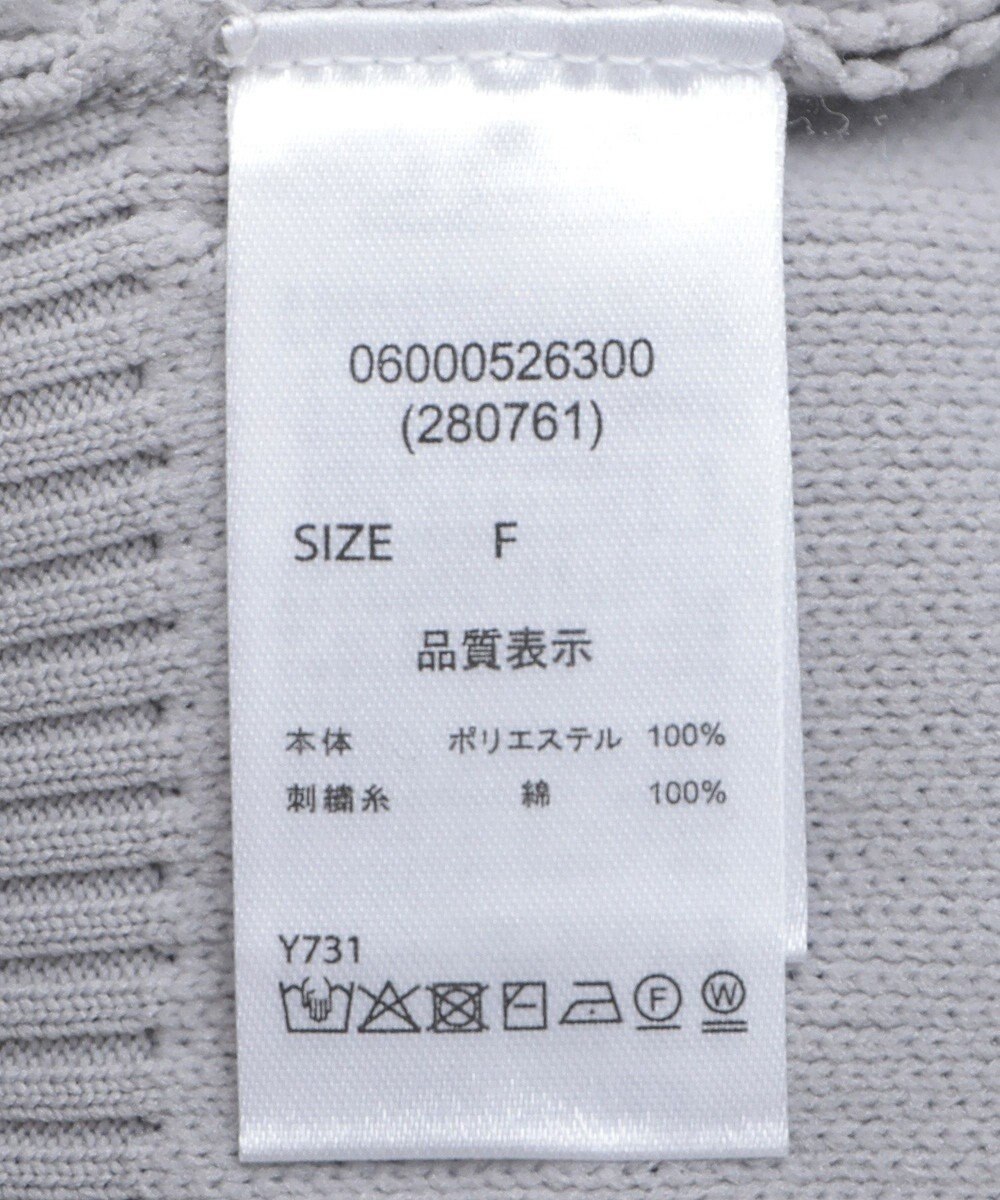 06000526300
(280761)
SIZE F
品質表示
本体 ポリエステル 100%
刺繍糸 綿 100%
Y731
F W